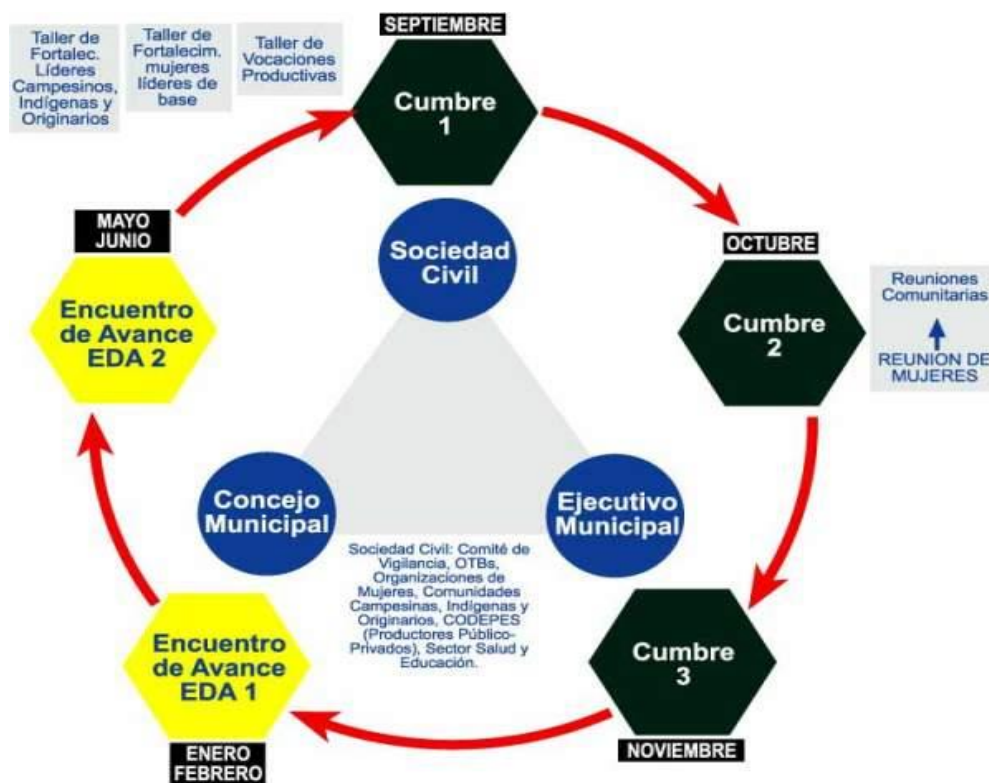 SEPTIEMBRE
Taller de
Fortalec.
Líderes
Campesinos,
Indígenas y
Originarios
Taller de
Fortalecim.
mujeres
líderes de
base
Taller de
Vocaciones
Productivas
Cumbre
1
MAYO
JUNIO
Encuentro
de Avance
EDA 2
Sociedad
Civil
OCTUBRE
Cumbre
2
Reuniones
Comunitarias
REUNION DE
MUJERES
Concejo
Municipal
Ejecutivo
Municipal
Sociedad Civil: Comité de
Vigilancia, OTBs,
Organizaciones de
Mujeres, Comunidades
Campesinas, Indígenas y
Originarios, CODEPES
(Productores Público-
Privados), Sector Salud y
Educación.
Encuentro
de Avance
EDA 1
ENERO
FEBRERO
Cumbre
3
NOVIEMBRE